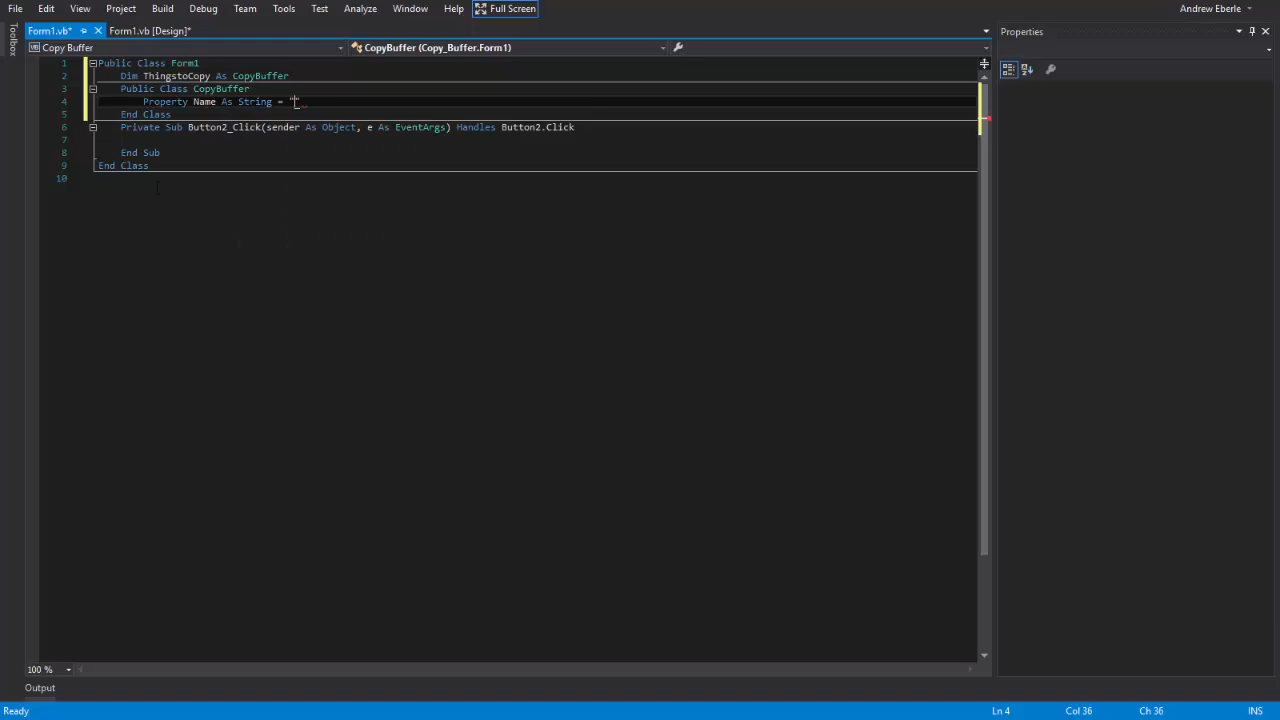 File Edit View Project Build Debug Team Tools Test Analyze Window Help Full Screen Andrew Eberle
Toolbox
Form1.vb* Form1.vb [Design]* Properties
VB Copy Buffer CopyBuffer (Copy_Buffer.Form1)
1 Public Class Form1
2 Dim ThingstoCopy As CopyBuffer
3 Public Class CopyBuffer
4 Property Name As String = ""
5 End Class
6 Private Sub Button2_Click(sender As Object, e As EventArgs) Handles Button2.Click
7
8 End Sub
9 End Class
10
100 %
Output
Ready Ln 4 Col 36 Ch 36 INS